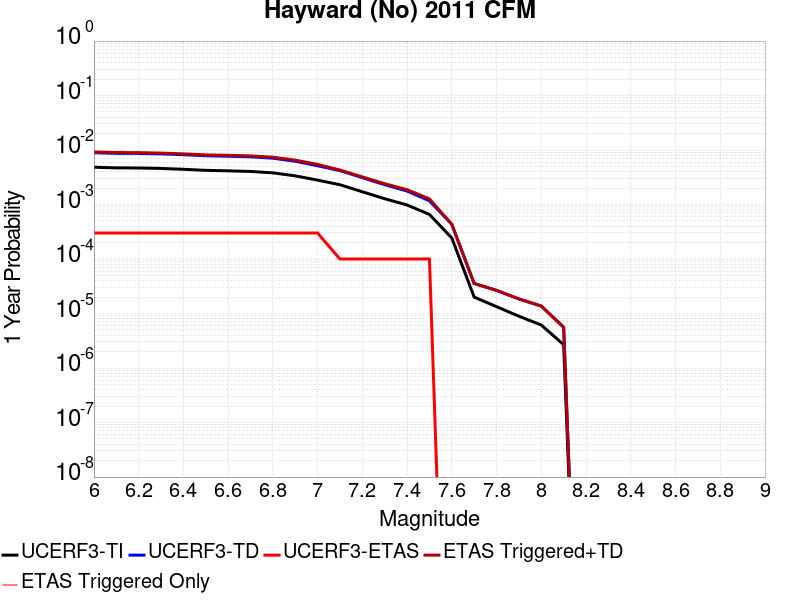 Hayward (No) 2011 CFM
10^0
10^-1
10^-2
10^-3
10^-4
10^-5
10^-6
10^-7
10^-8
1 Year Probability
6 6.2 6.4 6.6 6.8 7 7.2 7.4 7.6 7.8 8 8.2 8.4 8.6 8.8 9
Magnitude
UCERF3-TI UCERF3-TD UCERF3-ETAS ETAS Triggered+TD
ETAS Triggered Only